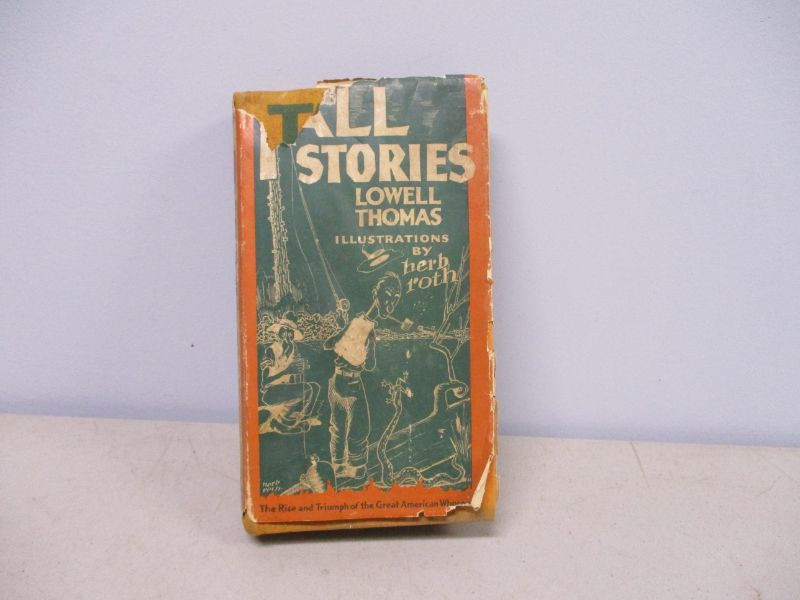 TALL
STORIES
LOWELL
THOMAS
ILLUSTRATIONS
BY
herb
roth
The Rise and Triumph of the Great American